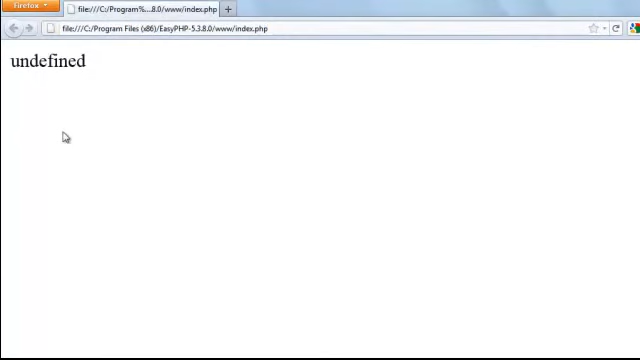 Firefox
file:///C:/Program%...8.0/www/index.php
file:///C:/Program Files (x86)/EasyPHP-5.3.8.0/www/index.php
undefined